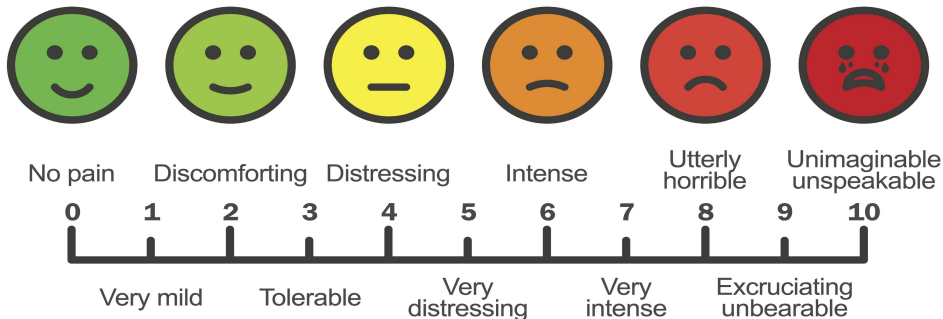 No pain
Discomforting
Distressing
Intense
Utterly
horrible
Unimaginable
unspeakable
0 1 2 3 4 5 6 7 8 9 10
Very mild
Tolerable
Very
distressing
Very
intense
Excruciating
unbearable